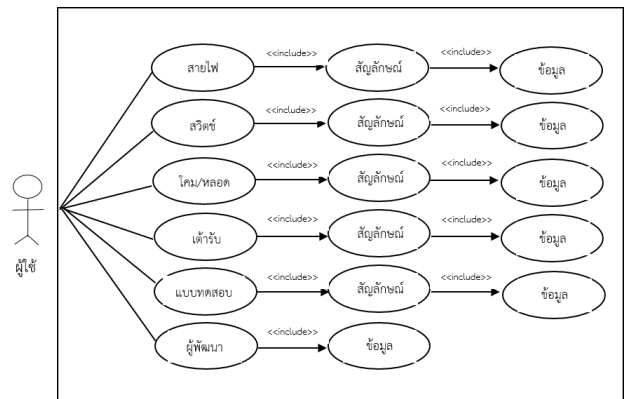 <<include>> <<include>>
สายไฟ สัญลักษณ์ ข้อมูล
<<include>> <<include>>
สวิตช์ สัญลักษณ์ ข้อมูล
<<include>> <<include>>
โคม/หลอด สัญลักษณ์ ข้อมูล
<<include>> <<include>>
เต้ารับ สัญลักษณ์ ข้อมูล
ผู้ใช้
<<include>> <<include>>
แบบทดสอบ สัญลักษณ์ ข้อมูล
<<include>>
ผู้พัฒนา ข้อมูล